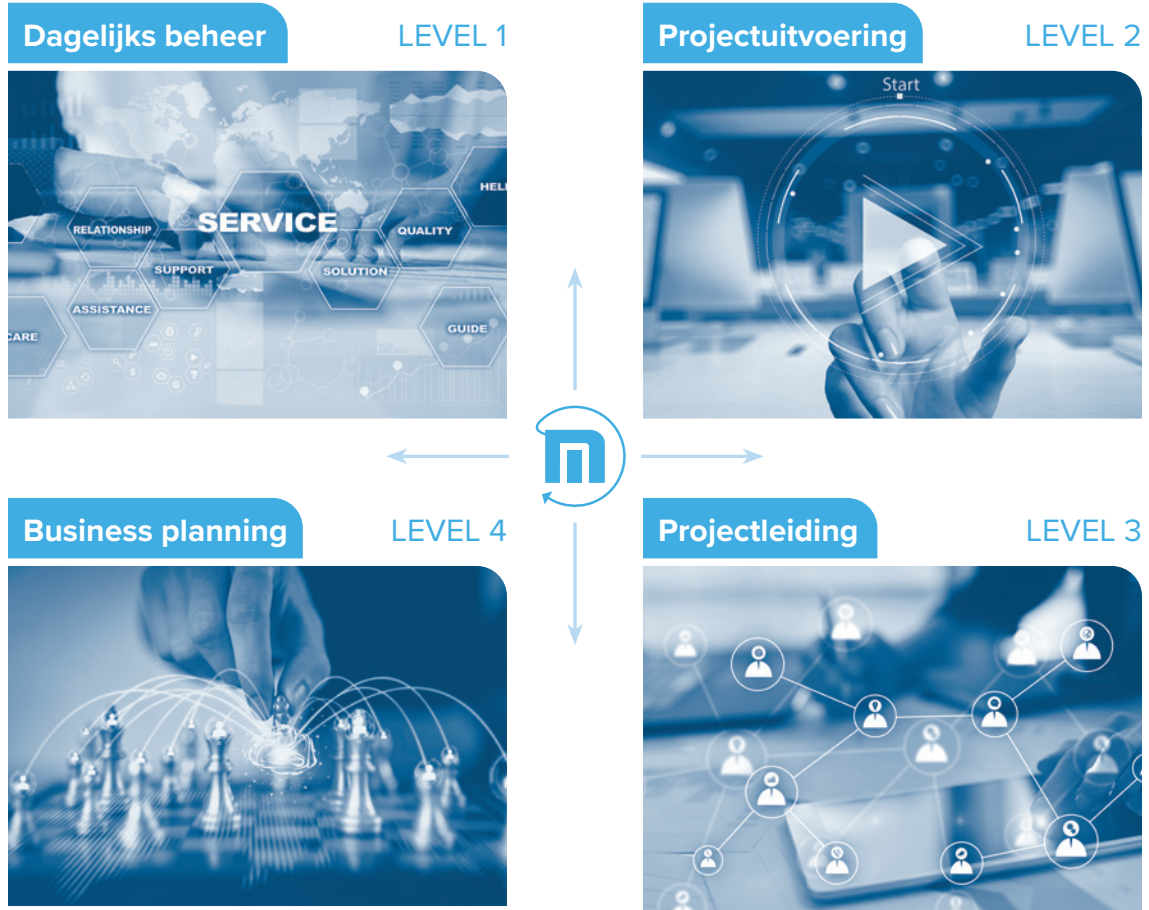 Dagelijks beheer
LEVEL 1
HELP
RELATIONSHIP
SERVICE
QUALITY
SUPPORT
SOLUTION
ASSISTANCE
CARE
GUIDE
Projectuitvoering
LEVEL 2
Start
Business planning
LEVEL 4
Projectleiding
LEVEL 3